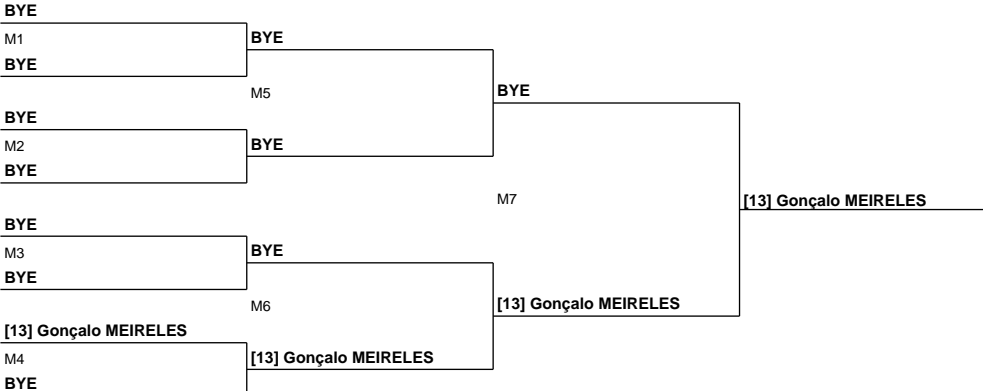 BYE
M1
BYE
BYE
M5
BYE
BYE
M2
BYE
BYE
M7
[13] Gonçalo MEIRELES
BYE
M3
BYE
BYE
M6
[13] Gonçalo MEIRELES
[13] Gonçalo MEIRELES
M4
[13] Gonçalo MEIRELES
BYE